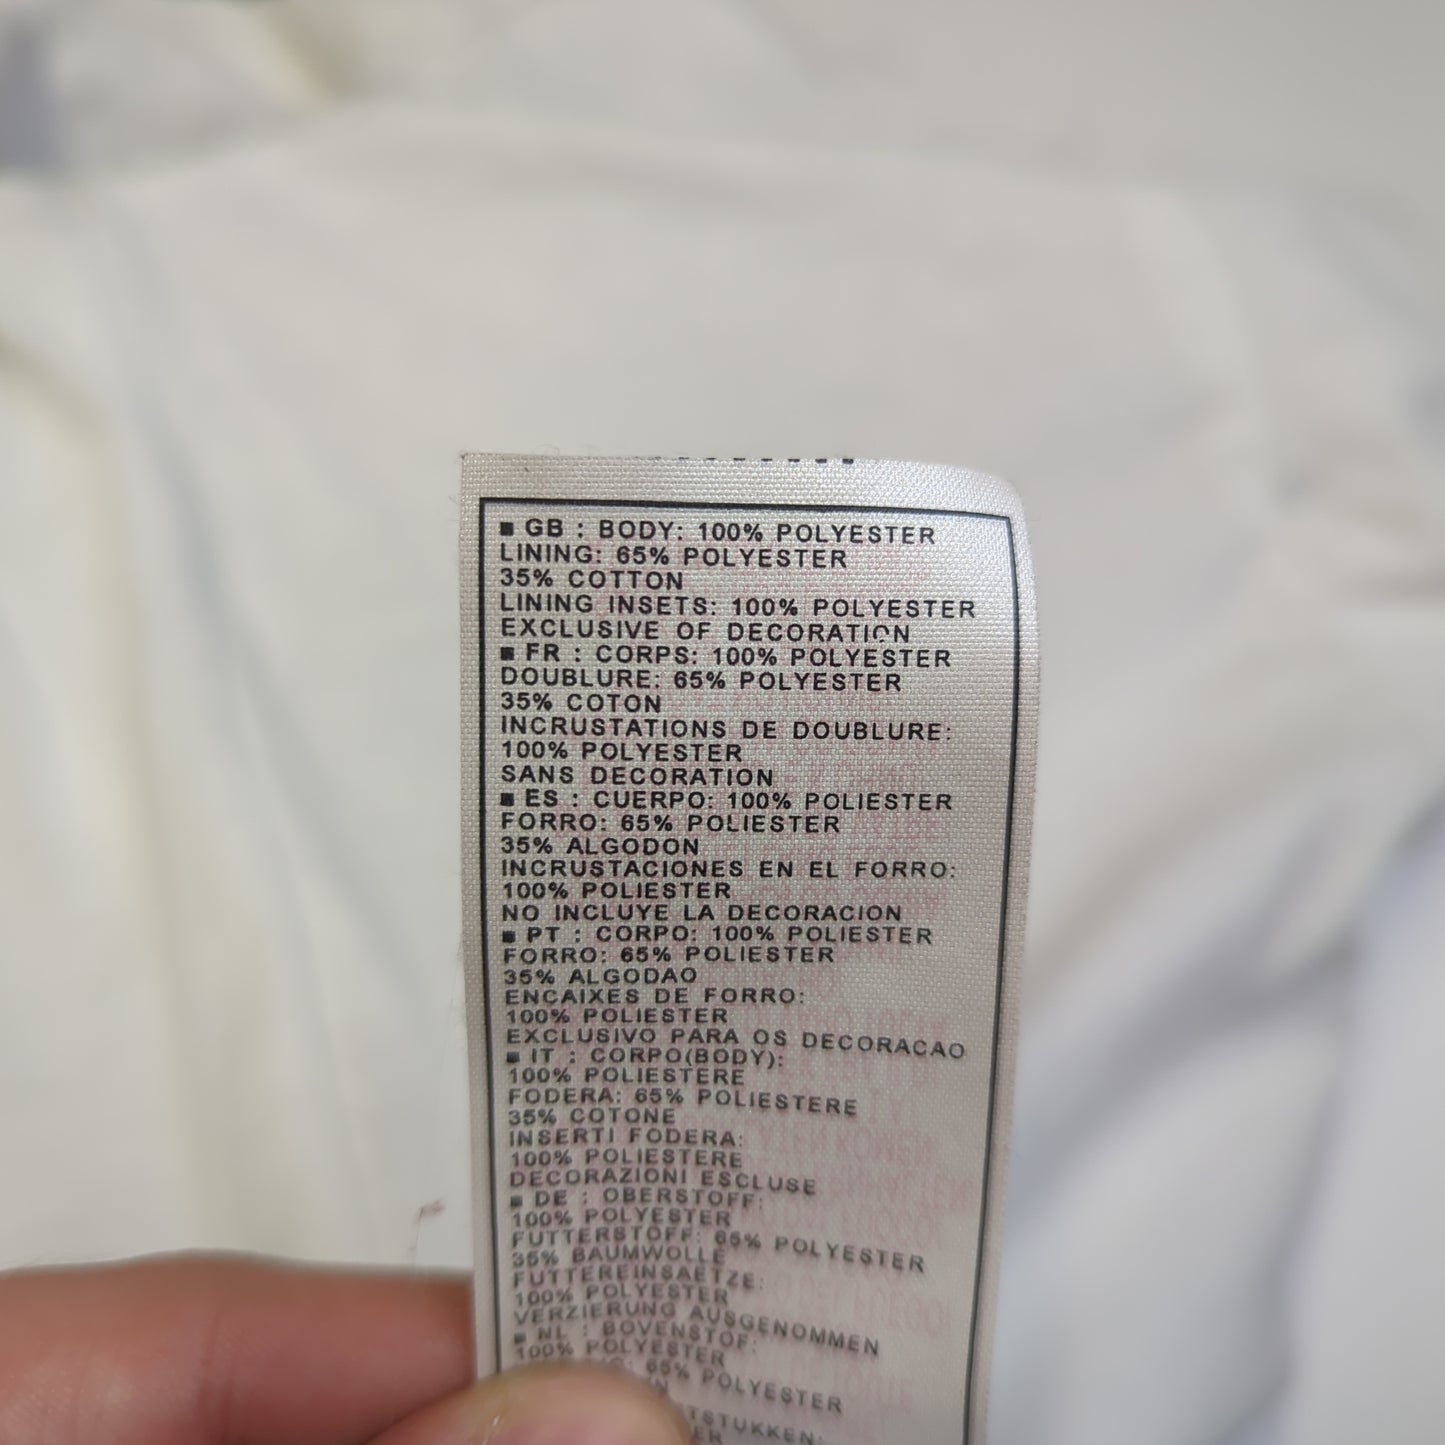 ■ GB : BODY: 100% POLYESTER
LINING: 65% POLYESTER
35% COTTON
LINING INSETS: 100% POLYESTER
EXCLUSIVE OF DECORATION
■ FR : CORPS: 100% POLYESTER
DOUBLURE: 65% POLYESTER
35% COTON
INCRUSTATIONS DE DOUBLURE:
100% POLYESTER
SANS DECORATION
■ ES : CUERPO: 100% POLIESTER
FORRO: 65% POLIESTER
35% ALGODON
INCRUSTACIONES EN EL FORRO:
100% POLIESTER
NO INCLUYE LA DECORACION
■ PT : CORPO: 100% POLIESTER
FORRO: 65% POLIESTER
35% ALGODAO
ENCAIXES DE FORRO:
100% POLIESTER
EXCLUSIVO PARA OS DECORACAO
■ IT : CORPO(BODY):
100% POLIESTERE
FODERA: 65% POLIESTERE
35% COTONE
INSERTI FODERA:
100% POLIESTERE
DECORAZIONI ESCLUSE
■ DE : OBERSTOFF:
100% POLYESTER
FUTTERSTOFF: 65% POLYESTER
35% BAUMWOLLE
FUTTEREINSAETZE:
100% POLYESTER
VERZIERUNG AUSGENOMMEN
■ NL : BOVENSTOF:
100% POLYESTER
65% POLYESTER